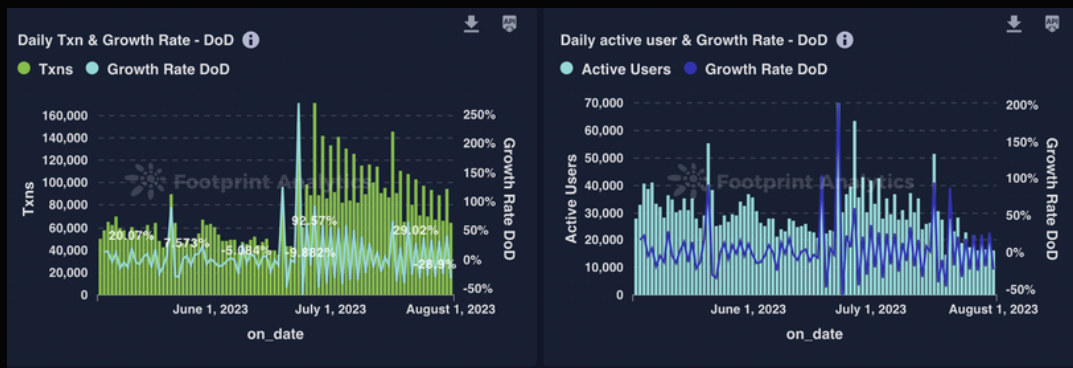 Daily Txn & Growth Rate - DoD i
API
Txns Growth Rate DoD
160,000
140,000
120,000
100,000
80,000
60,000
40,000
20,000
0
Txns
250%
200%
150%
100%
50%
0%
-50%
Growth Rate DoD
Footprint Analytics
20.07%
7.573%
-5.084%
92.57%
-9.882%
29.02%
-28.9%
June 1, 2023 July 1, 2023 August 1, 2023
on_date
Daily active user & Growth Rate - DoD i
API
Active Users Growth Rate DoD
70,000
60,000
50,000
40,000
30,000
20,000
10,000
0
Active Users
200%
150%
100%
50%
0%
-50%
Growth Rate DoD
Footprint Analytics
June 1, 2023 July 1, 2023 August 1, 2023
on_date